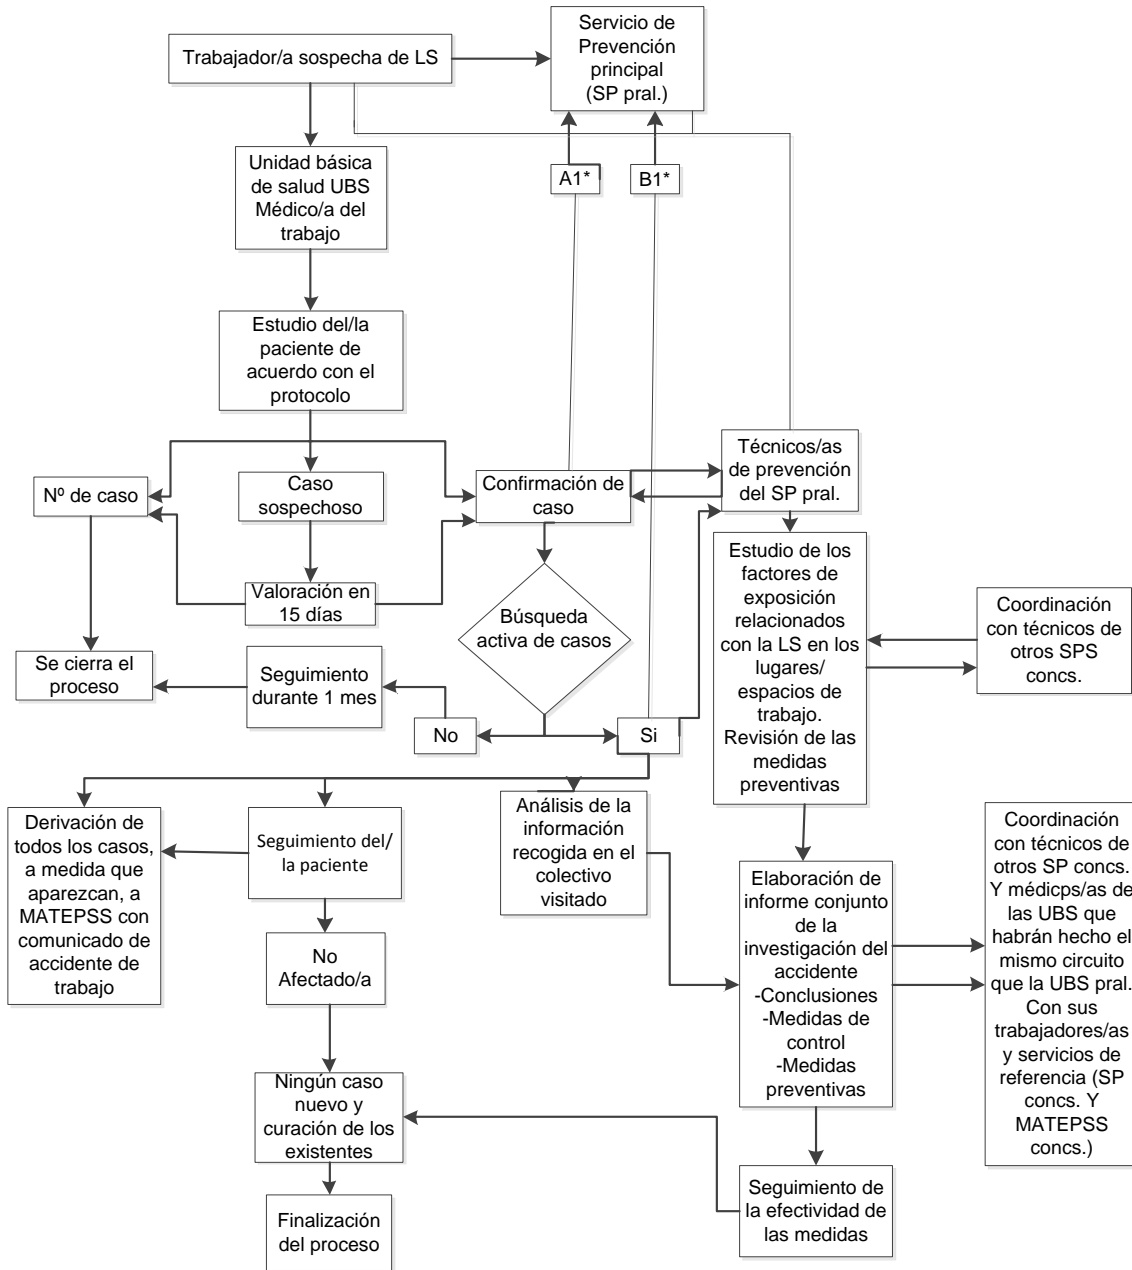 Trabajador/a sospecha de LS
Servicio de
Prevención
principal
(SP pral.)
Unidad básica
de salud UBS
Médico/a del
trabajo
A1*
B1*
Estudio del/la
paciente de
acuerdo con el
protocolo
Nº de caso
Caso
sospechoso
Confirmación de
caso
Técnicos/as
de prevención
del SP pral.
Valoración en
15 días
Búsqueda
activa de casos
Estudio de los
factores de
exposición
relacionados
con la LS en los
lugares/
espacios de
trabajo.
Revisión de las
medidas
preventivas
Coordinación
con técnicos de
otros SPS
concs.
Se cierra el
proceso
Seguimiento
durante 1 mes
No
Si
Derivación de
todos los casos,
a medida que
aparezcan, a
MATEPSS con
comunicado de
accidente de
trabajo
Seguimiento del/
la paciente
Análisis de la
información
recogida en el
colectivo
visitado
Elaboración de
informe conjunto
de la
investigación del
accidente
-Conclusiones
-Medidas de
control
-Medidas
preventivas
Coordinación
con técnicos de
otros SP concs.
Y médicps/as de
las UBS que
habrán hecho el
mismo circuito
que la UBS pral.
Con sus
trabajadores/as
y servicios de
referencia (SP
concs. Y
MATEPSS
concs.)
No
Afectado/a
Ningún caso
nuevo y
curación de los
existentes
Seguimiento de
la efectividad de
las medidas
Finalización
del proceso